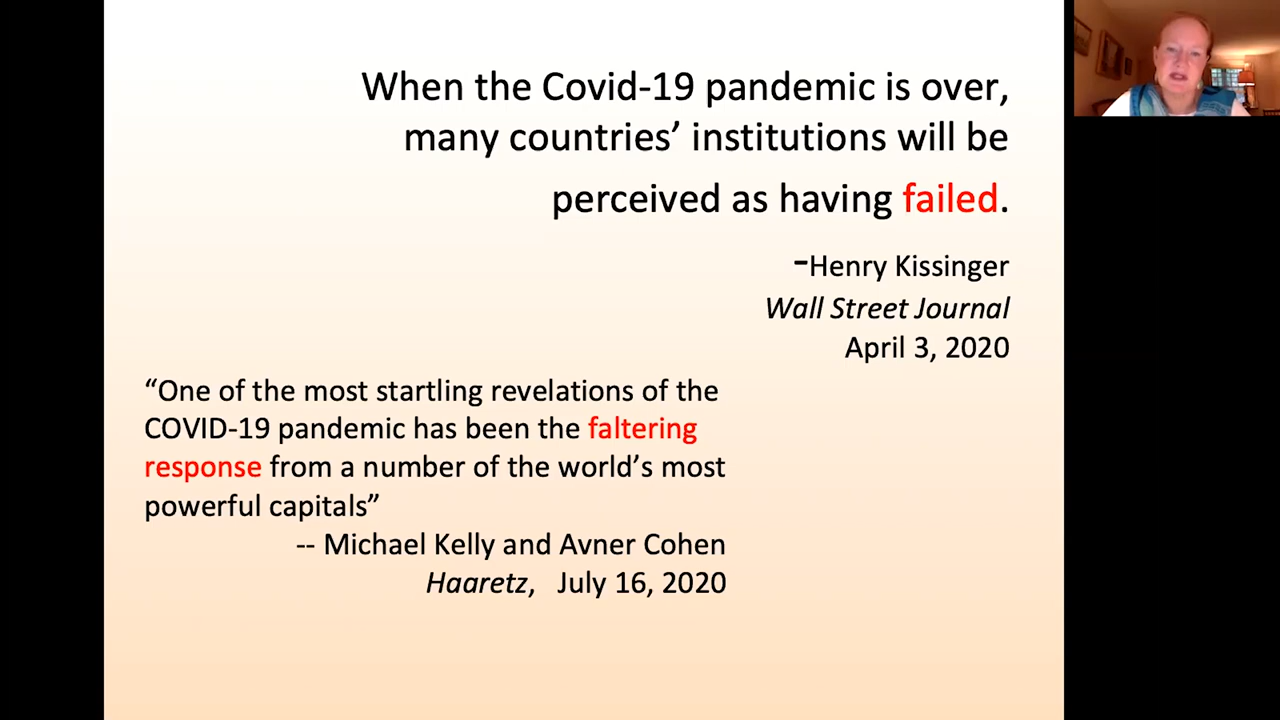 When the Covid-19 pandemic is over,
many countries’ institutions will be
perceived as having failed.
-Henry Kissinger
Wall Street Journal
April 3, 2020
“One of the most startling revelations of the
COVID-19 pandemic has been the faltering
response from a number of the world’s most
powerful capitals”
-- Michael Kelly and Avner Cohen
Haaretz, July 16, 2020